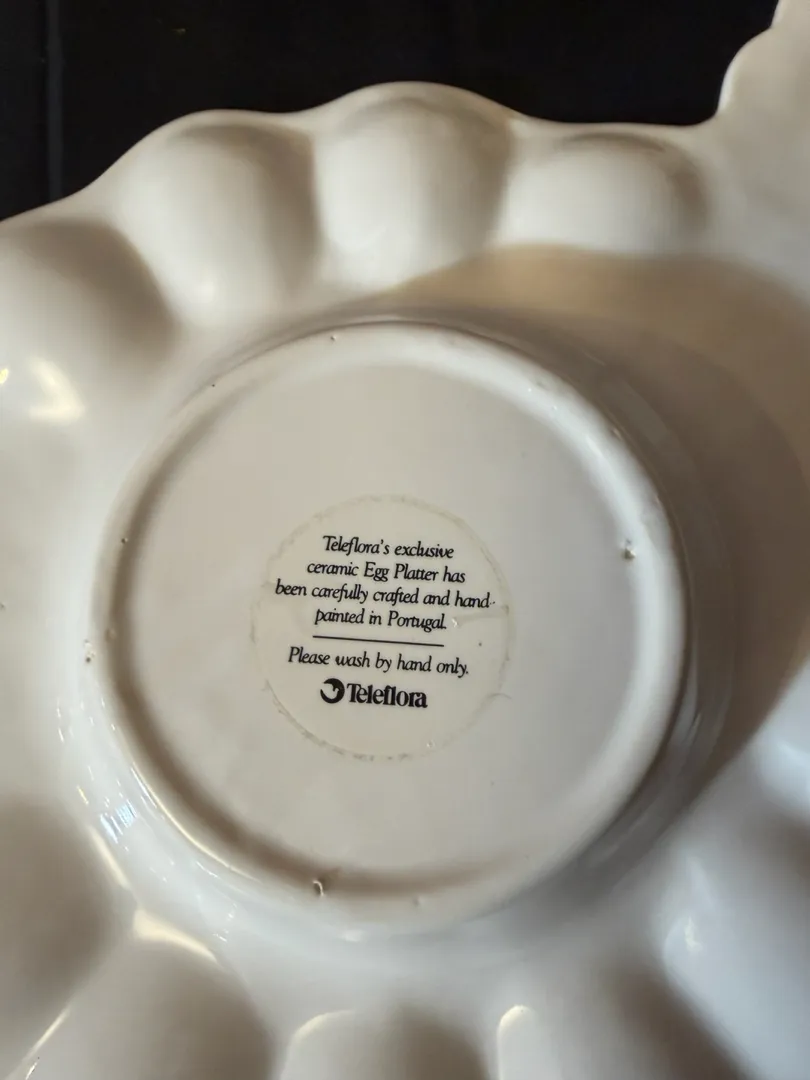 Teleflora's exclusive
ceramic Egg Platter has
been carefully crafted and hand-
painted in Portugal.
Please wash by hand only.
Teleflora